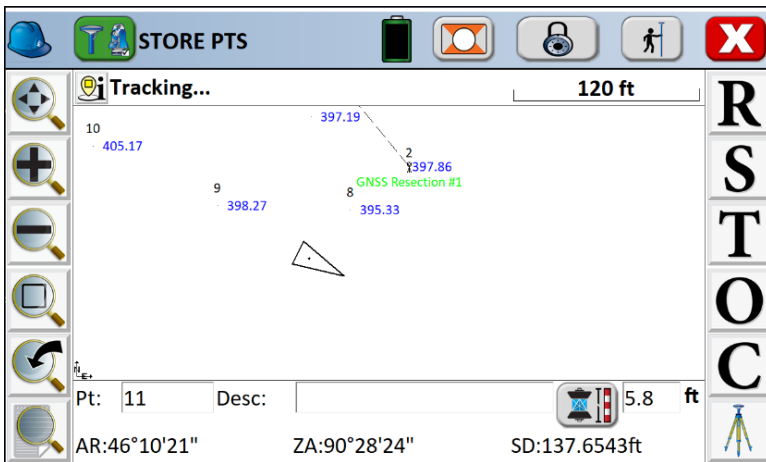 STORE PTS
Tracking...
120 ft
R
S
T
O
C
397.19
10
405.17
2
397.86
GNSS Resection #1
9
398.27
8
395.33
N
E
Pt: 11 Desc: 5.8 ft
AR:46°10'21" ZA:90°28'24" SD:137.6543ft